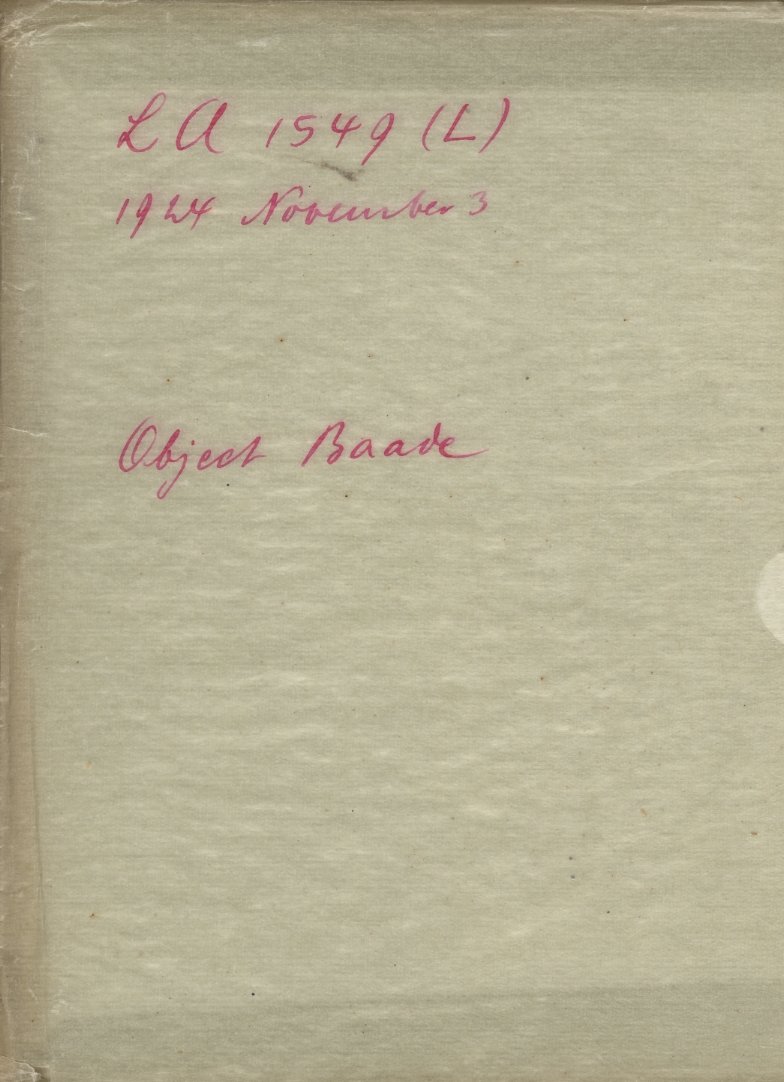 LA 1549 (L)
1924 November 3
Object Baade